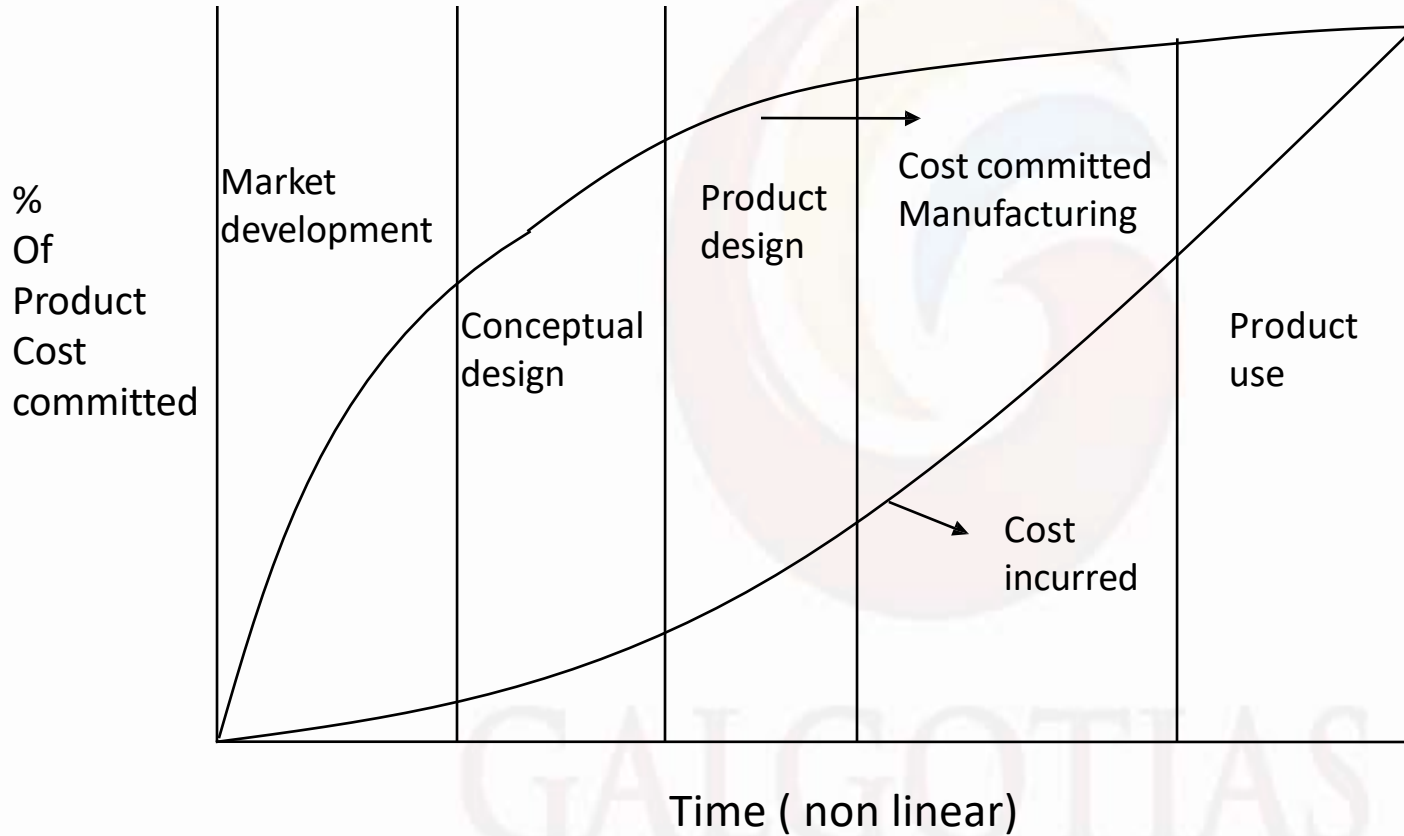 %
Of
Product
Cost
committed
Market
development
Conceptual
design
Product
design
Cost committed
Manufacturing
Product
use
Cost
incurred
Time ( non linear)
GALGOTIAS